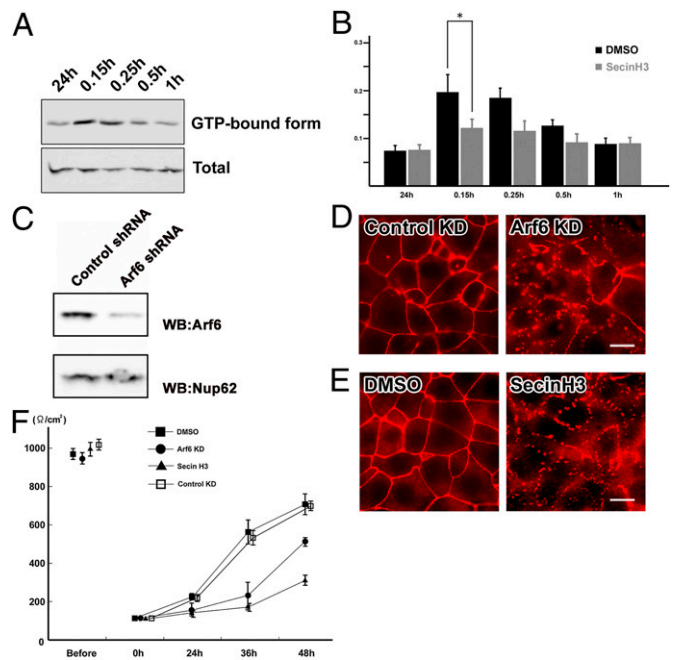 A
24h 0.15h 0.25h 0.5h 1h
GTP-bound form
Total
B
DMSO
SecinH3
*
0.3
0.2
0.1
24h 0.15h 0.25h 0.5h 1h
C
Control shRNA
Arf6 shRNA
WB:Arf6
WB:Nup62
D
Control KD
Arf6 KD
E
DMSO
SecinH3
F
(Ω/cm²)
DMSO
Arf6 KD
Secin H3
Control KD
1000
800
600
400
200
0
Before 0h 24h 36h 48h